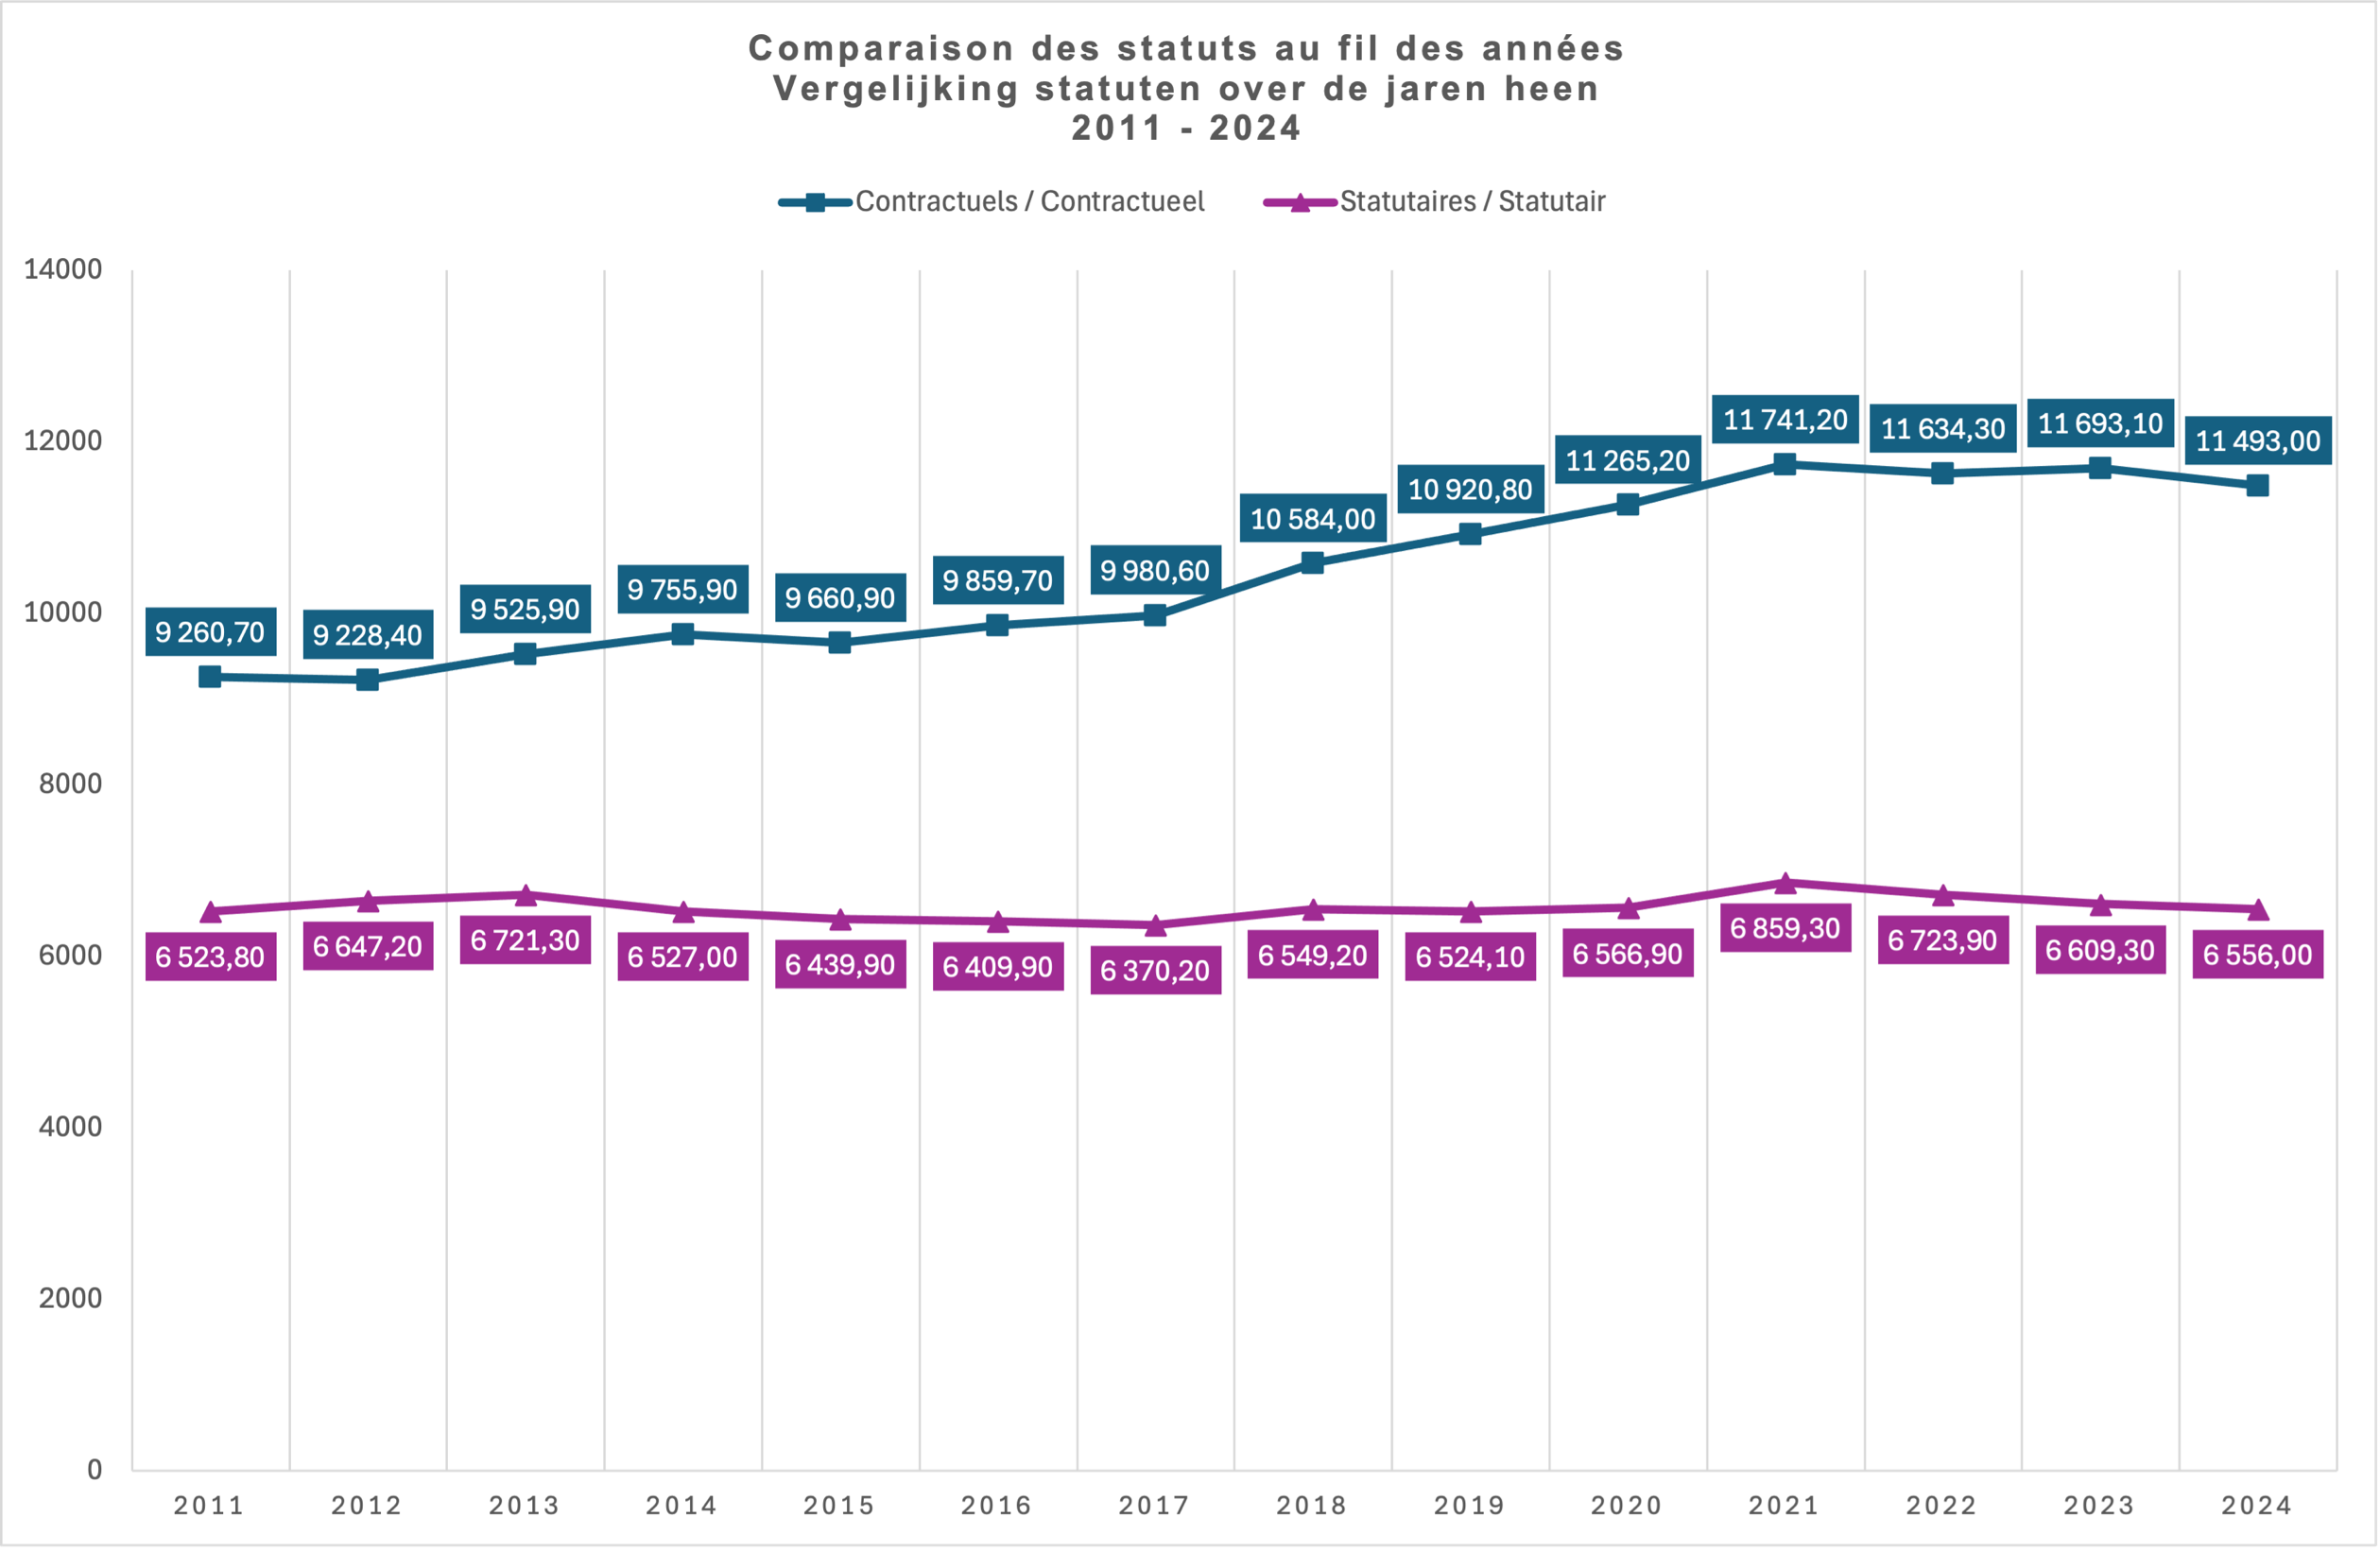 Comparaison des statuts au fil des années
Vergelijking statuten over de jaren heen
2011 - 2024
Contractuels / Contractueel Statutaires / Statutair
14000
12000
10000
8000
6000
4000
2000
0
9 260,70 9 228,40 9 525,90 9 755,90 9 660,90 9 859,70 9 980,60 10 584,00 10 920,80 11 265,20 11 741,20 11 634,30 11 693,10 11 493,00
6 523,80 6 647,20 6 721,30 6 527,00 6 439,90 6 409,90 6 370,20 6 549,20 6 524,10 6 566,90 6 859,30 6 723,90 6 609,30 6 556,00
2011 2012 2013 2014 2015 2016 2017 2018 2019 2020 2021 2022 2023 2024